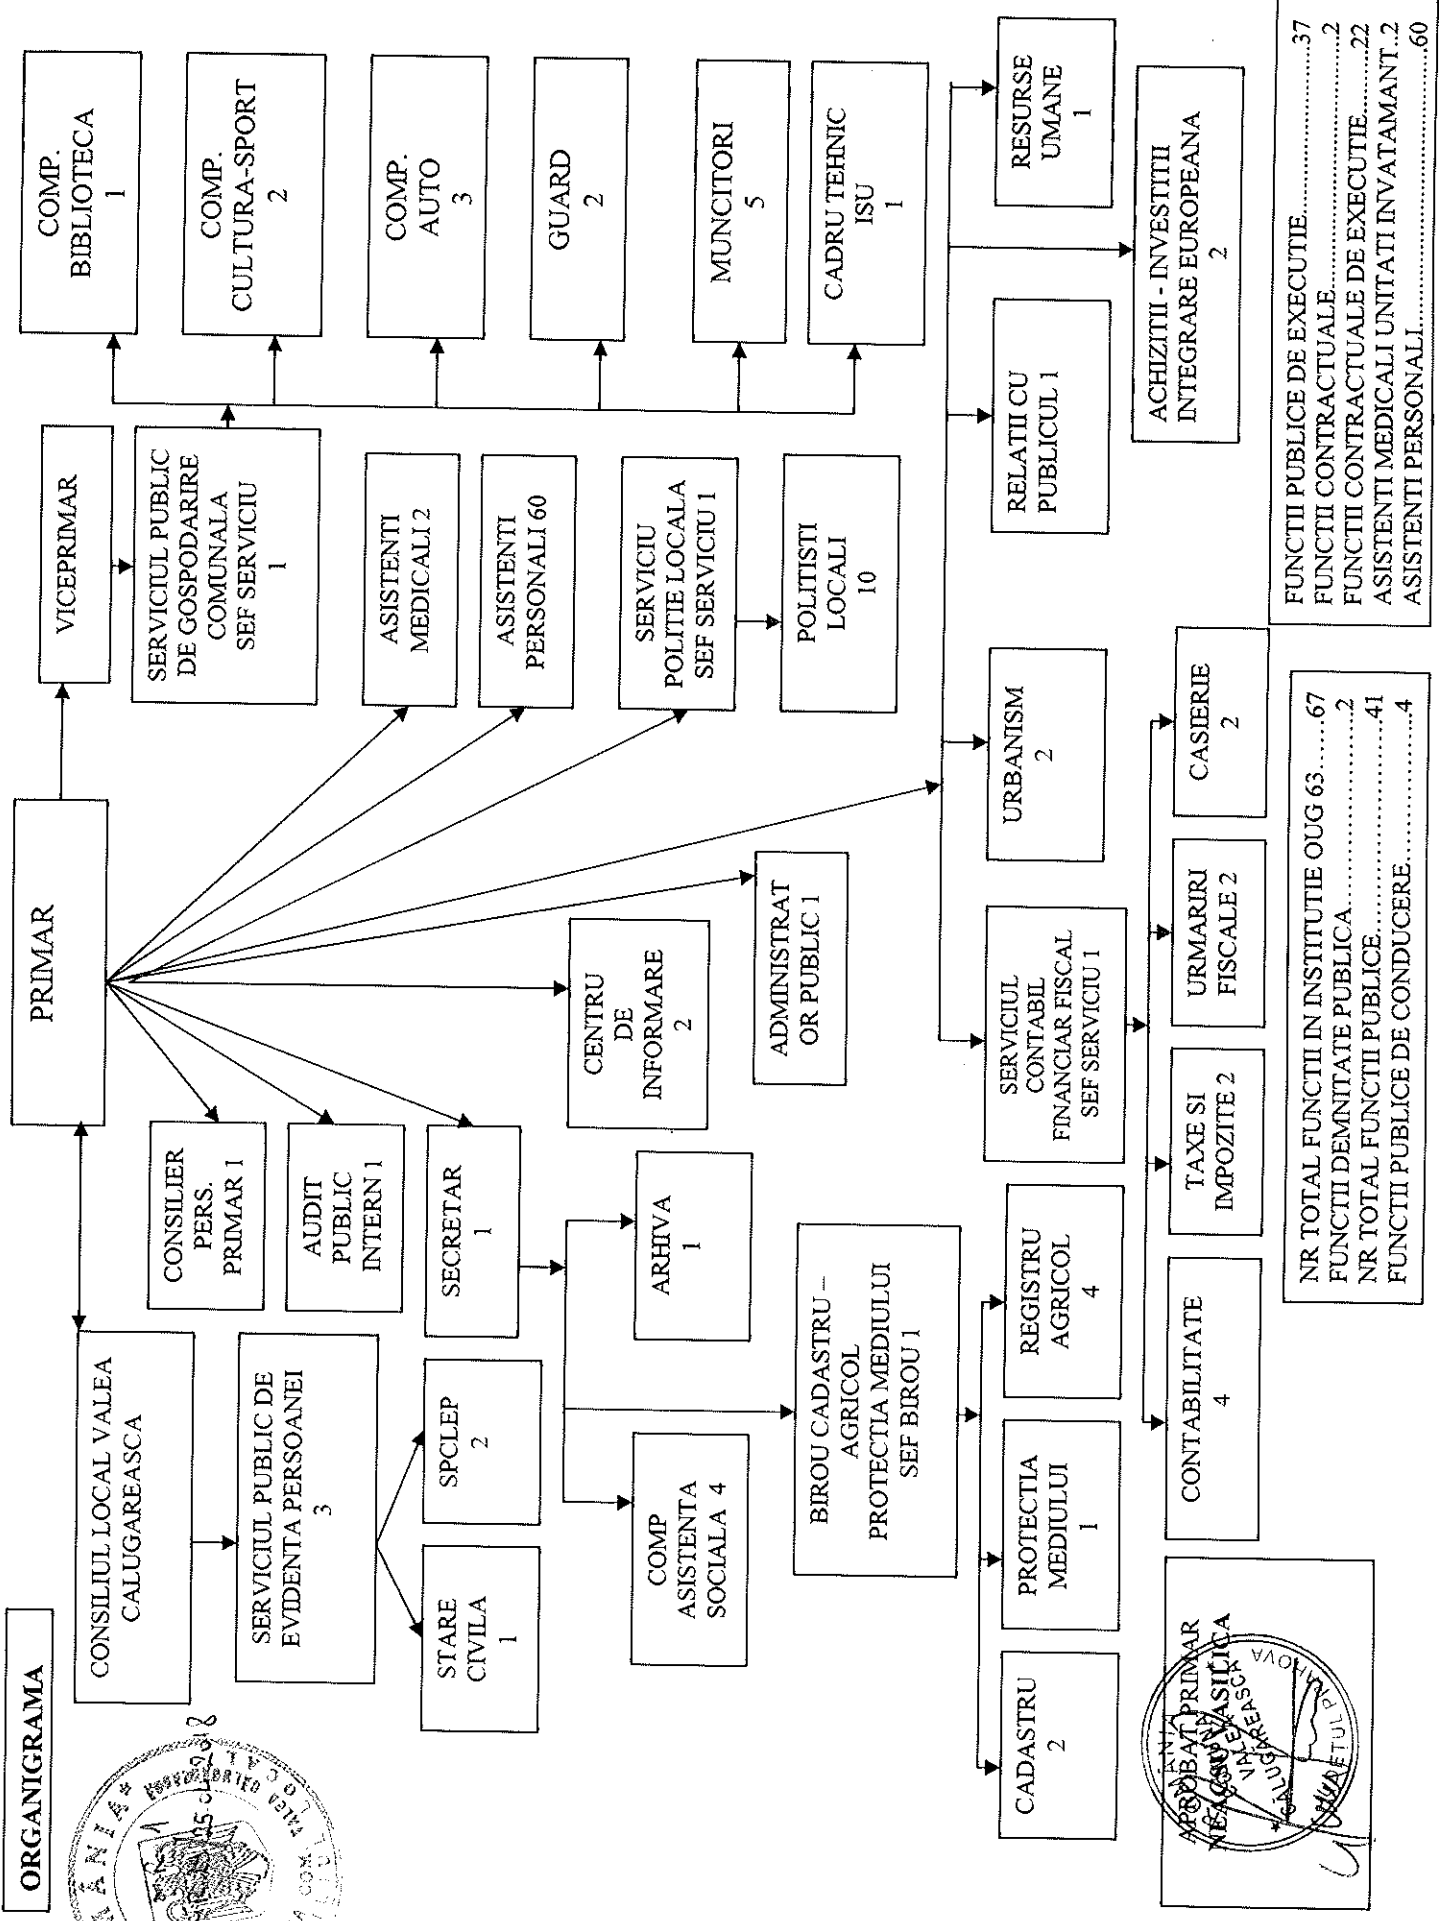 ORGANIGRAMA
PRIMAR
VICEPRIMAR
CONSILIUL LOCAL VALEA
CALUGAREASCA
CONSILIER
PERS.
PRIMAR 1
SERVICIUL PUBLIC
DE GOSPODARIRE
COMUNALA
SEF SERVICIU
1
COMP.
BIBLIOTECA
1
COMP.
CULTURA-SPORT
2
COMP.
AUTO
3
GUARD
2
MUNCITORI
5
CADRU TEHNIC
ISU
1
SERVICIUL PUBLIC DE
EVIDENTA PERSOANEI
3
AUDIT
PUBLIC
INTERN 1
ASISTENTI
MEDICALI 2
STARE
CIVILA
1
SPCLEP
2
SECRETAR
1
ASISTENTI
PERSONALI 60
CENTRU
DE
INFORMARE
2
SERVICIU
POLITIE LOCALA
SEF SERVICIU 1
COMP
ASISTENTA
SOCIALA 4
ARHIVA
1
ADMINISTRAT
OR PUBLIC 1
POLITISTI
LOCALI
10
BIROU CADASTRU –
AGRICOL
PROTECTIA MEDIULUI
SEF BIROU 1
CADASTRU
2
PROTECTIA
MEDIULUI
1
REGISTRU
AGRICOL
4
SERVICIUL
CONTABIL
FINANCIAR FISCAL
SEF SERVICIU 1
URBANISM
2
RELATII CU
PUBLICUL 1
RESURSE
UMANE
1
ACHIZITII - INVESTITII
INTEGRARE EUROPEANA
2
CONTABILITATE
4
TAXE SI
IMPOZITE 2
URMARIRI
FISCALE 2
CASIERIE
2
APROBAT PRIMAR
NEACSU VASILICA
VALEA
CALUGAREASCA
PRAHOVA
NR TOTAL FUNCTII IN INSTITUTIE OUG 63......67
FUNCTII DEMNITATE PUBLICA..............................2
NR TOTAL FUNCTII PUBLICE..............................41
FUNCTII PUBLICE DE CONDUCERE....................4
FUNCTII PUBLICE DE EXECUTIE..............................37
FUNCTII CONTRACTUALE..............................2
FUNCTII CONTRACTUALE DE EXECUTIE.........22
ASISTENTI MEDICALI UNITATI INVATAMANT..2
ASISTENTI PERSONALI..............................60